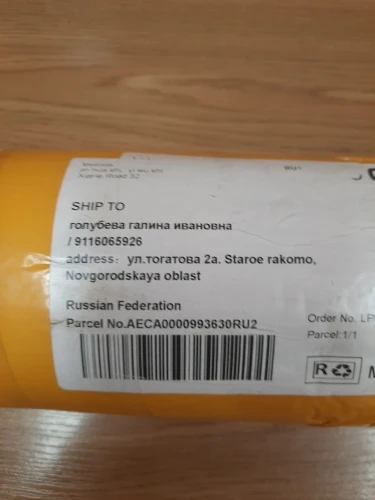 SHIP TO
голубева галина ивановна
/ 9116065926
address: ул.тогатова 2а. Staroe rakomo,
Novgorodskaya oblast
Russian Federation
Parcel No.AECA0000993630RU2
Order No. LP
Parcel:1/1
R